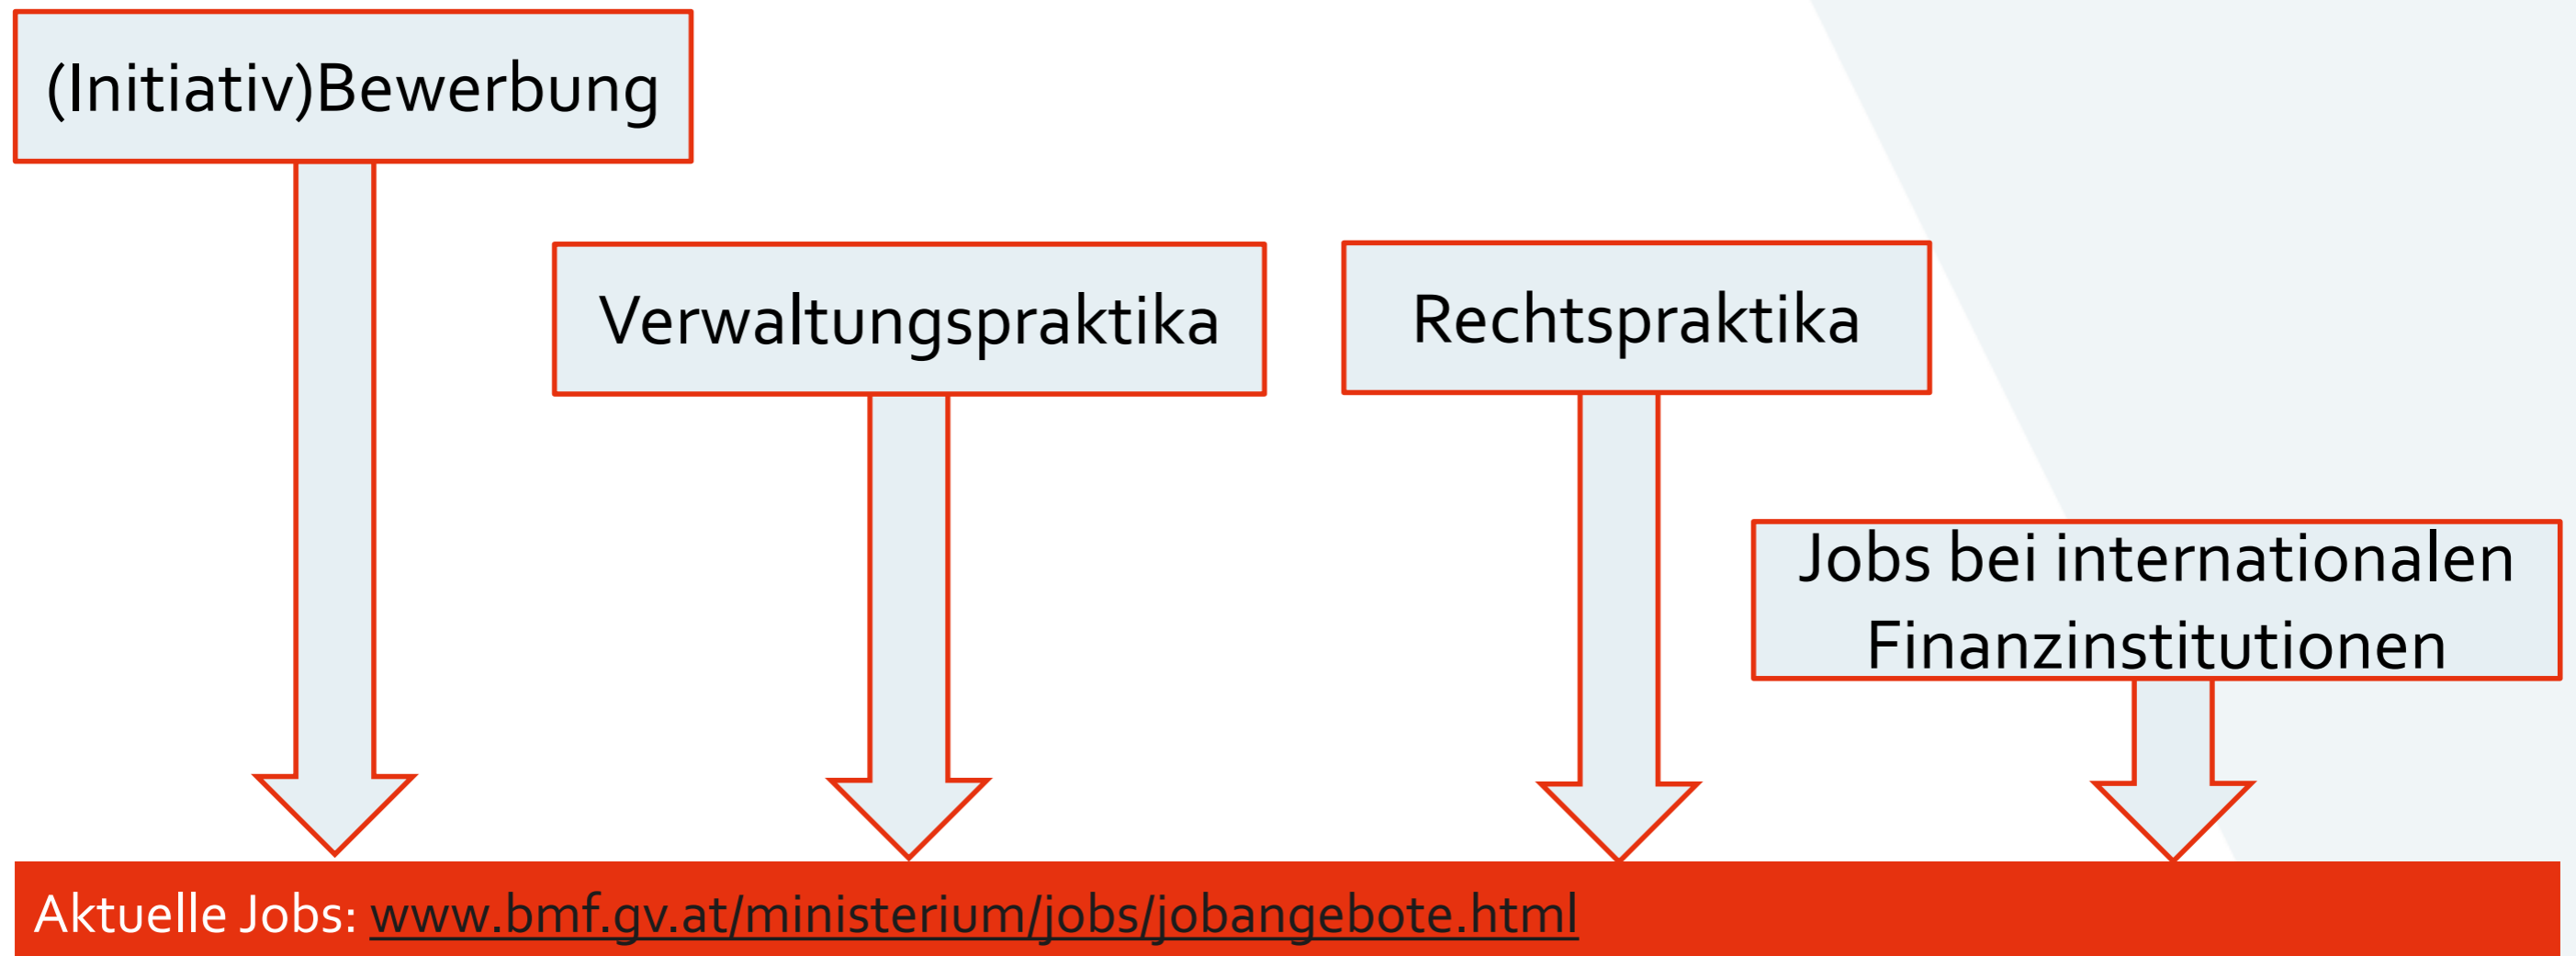 (Initiativ)Bewerbung
Verwaltungspraktika
Rechtspraktika
Jobs bei internationalen
Finanzinstitutionen
Aktuelle Jobs: www.bmf.gv.at/ministerium/jobs/jobangebote.html